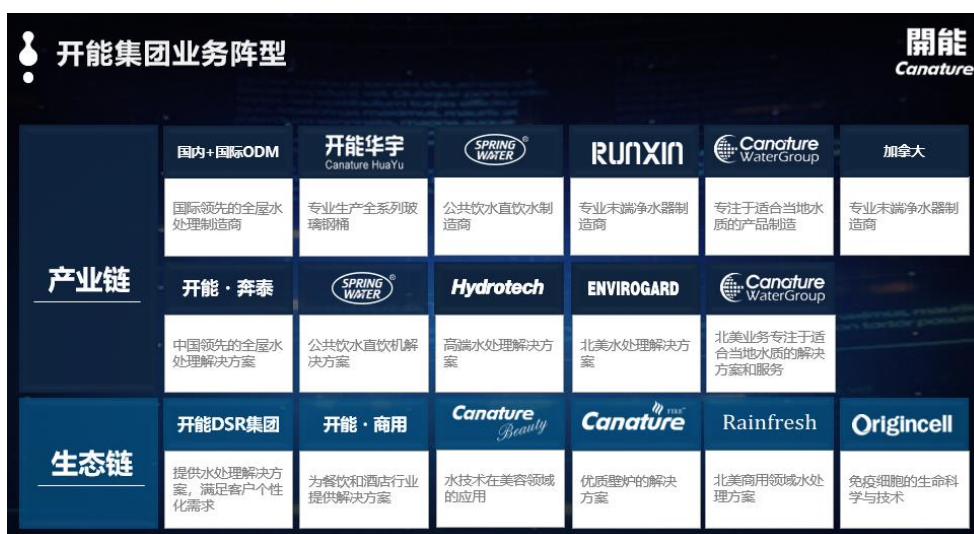 开能集团业务阵型
開能
Canature
国内+国际ODM
开能华宇
Canature HuaYu
SPRING
WATER
®
RUNXIN
Canature
WaterGroup
加拿大
国际领先的全屋水
处理制造商
专业生产全系列玻
璃钢桶
公共饮水直饮水制
造商
专业末端净水器制
造商
专注于适合当地水
质的产品制造
专业末端净水器制
造商
产业链
开能·奔泰
SPRING
WATER
®
Hydrotech
ENVIROGARD
Canature
WaterGroup
中国领先的全屋水
处理解决方案
公共饮水直饮机解
决方案
高端水处理解决方
案
北美水处理解决方
案
北美业务专注于适
合当地水质的解决
方案和服务
生态链
开能DSR集团
开能·商用
Canature
Beauty
Canature
FIRE
Rainfresh
Origincell
提供水处理解决方
案，满足客户个性
化需求
为餐饮和酒店行业
提供解决方案
水技术在美容领域
的应用
优质壁炉的解决
方案
北美商用领域水处
理方案
免疫细胞的生命科
学与技术